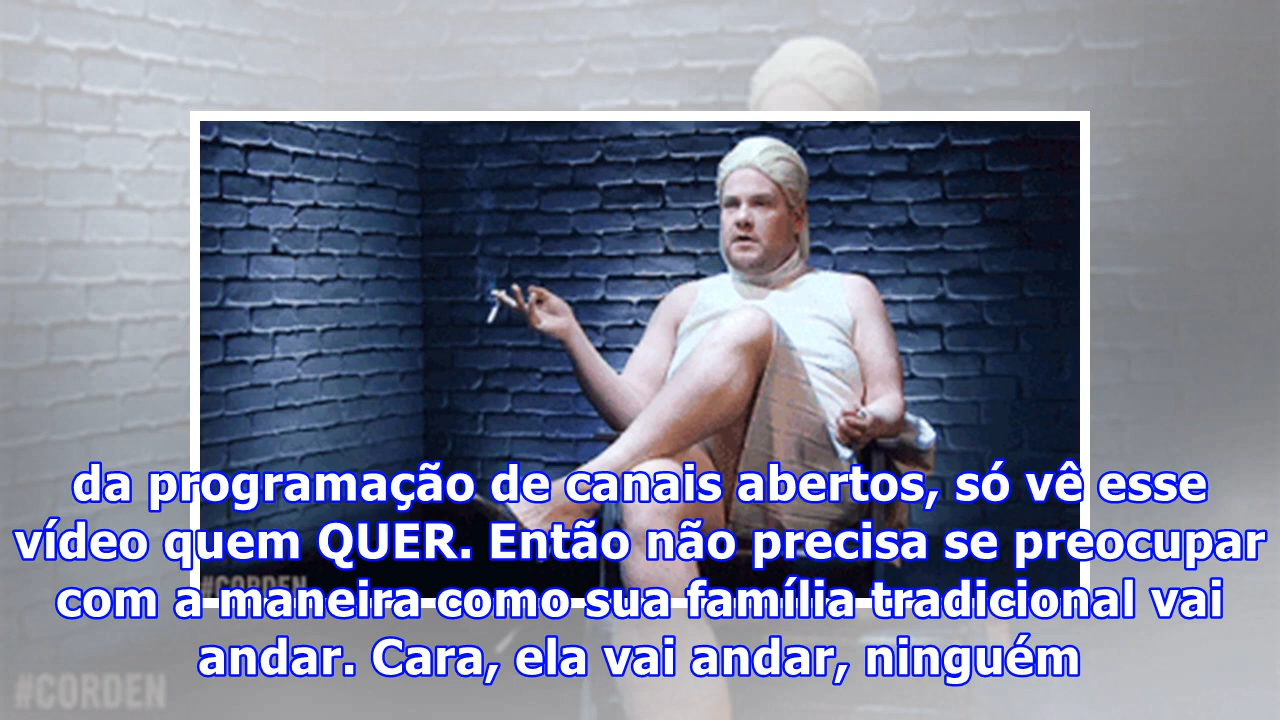 da programação de canais abertos, só vê esse
vídeo quem QUER. Então não precisa se preocupar
com a maneira como sua família tradicional vai
andar. Cara, ela vai andar, ninguém
#CORDEN
#CORDEN